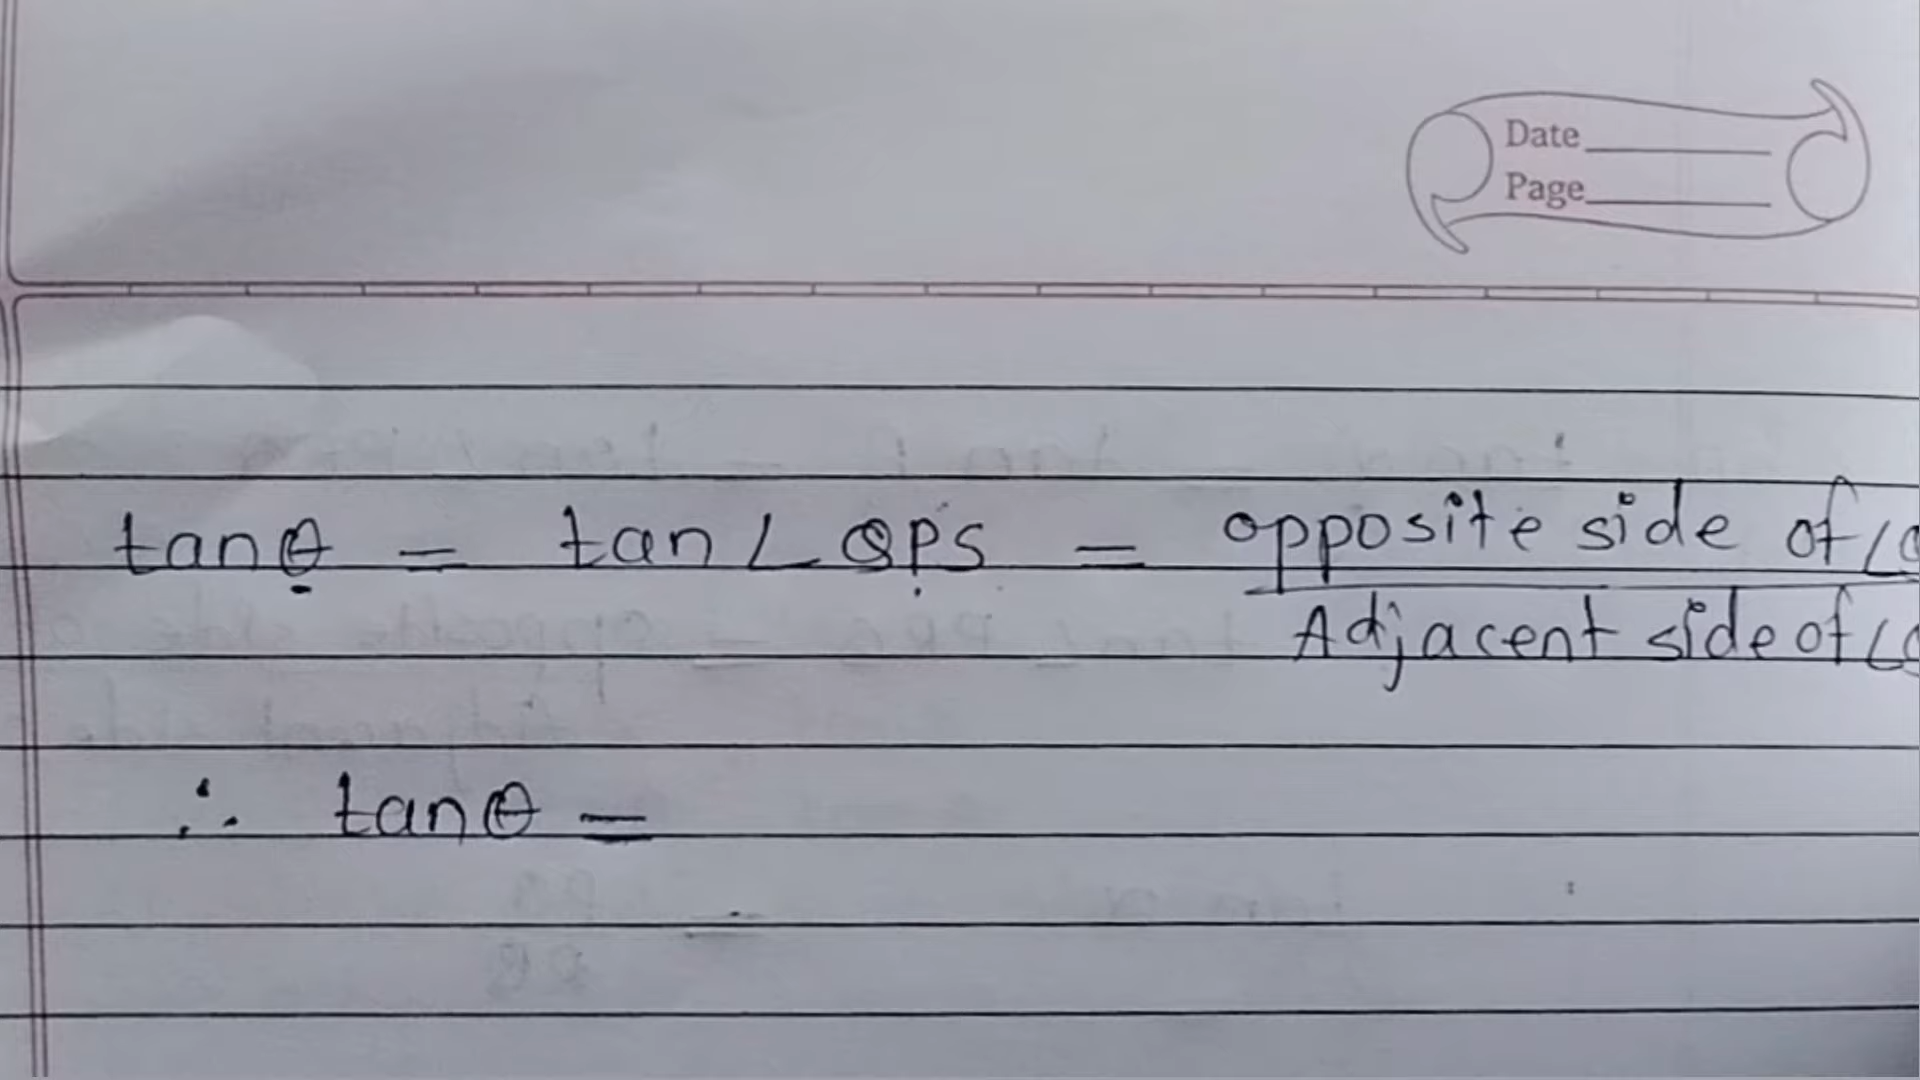 Date
Page
tanθ = tan∠QPS = opposite side of ∠
Adjacent side of ∠
∴ tanθ =